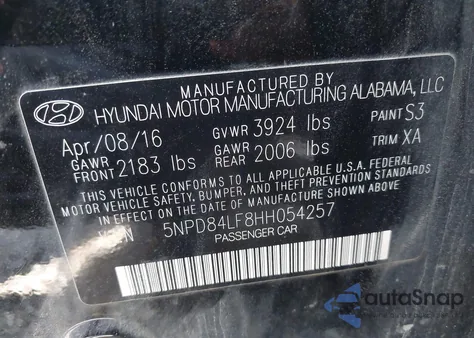 MANUFACTURED BY
HYUNDAI MOTOR MANUFACTURING ALABAMA, LLC
Apr/08/16 GVWR 3924 lbs PAINT S3
GAWR FRONT 2183 lbs GAWR REAR 2006 lbs TRIM XA
THIS VEHICLE CONFORMS TO ALL APPLICABLE U.S.A. FEDERAL
MOTOR VEHICLE SAFETY, BUMPER, AND THEFT PREVENTION STANDARDS
IN EFFECT ON THE DATE OF MANUFACTURE SHOWN ABOVE.
5NPD84LF8HH054257
PASSENGER CAR
autoSnap